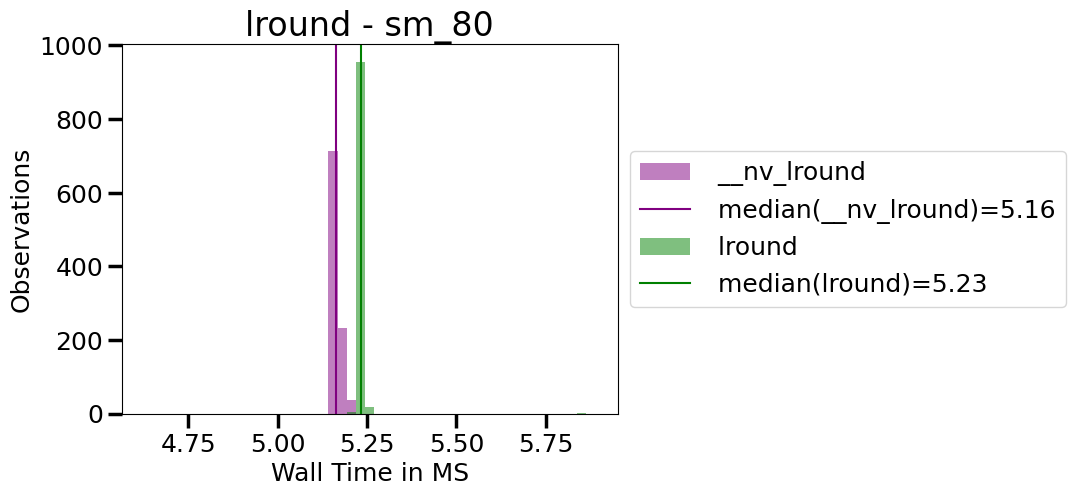 lround - sm_80
1000
800
600
400
200
0
Observations
4.75 5.00 5.25 5.50 5.75
Wall Time in MS
__nv_lround
median(__nv_lround)=5.16
lround
median(lround)=5.23